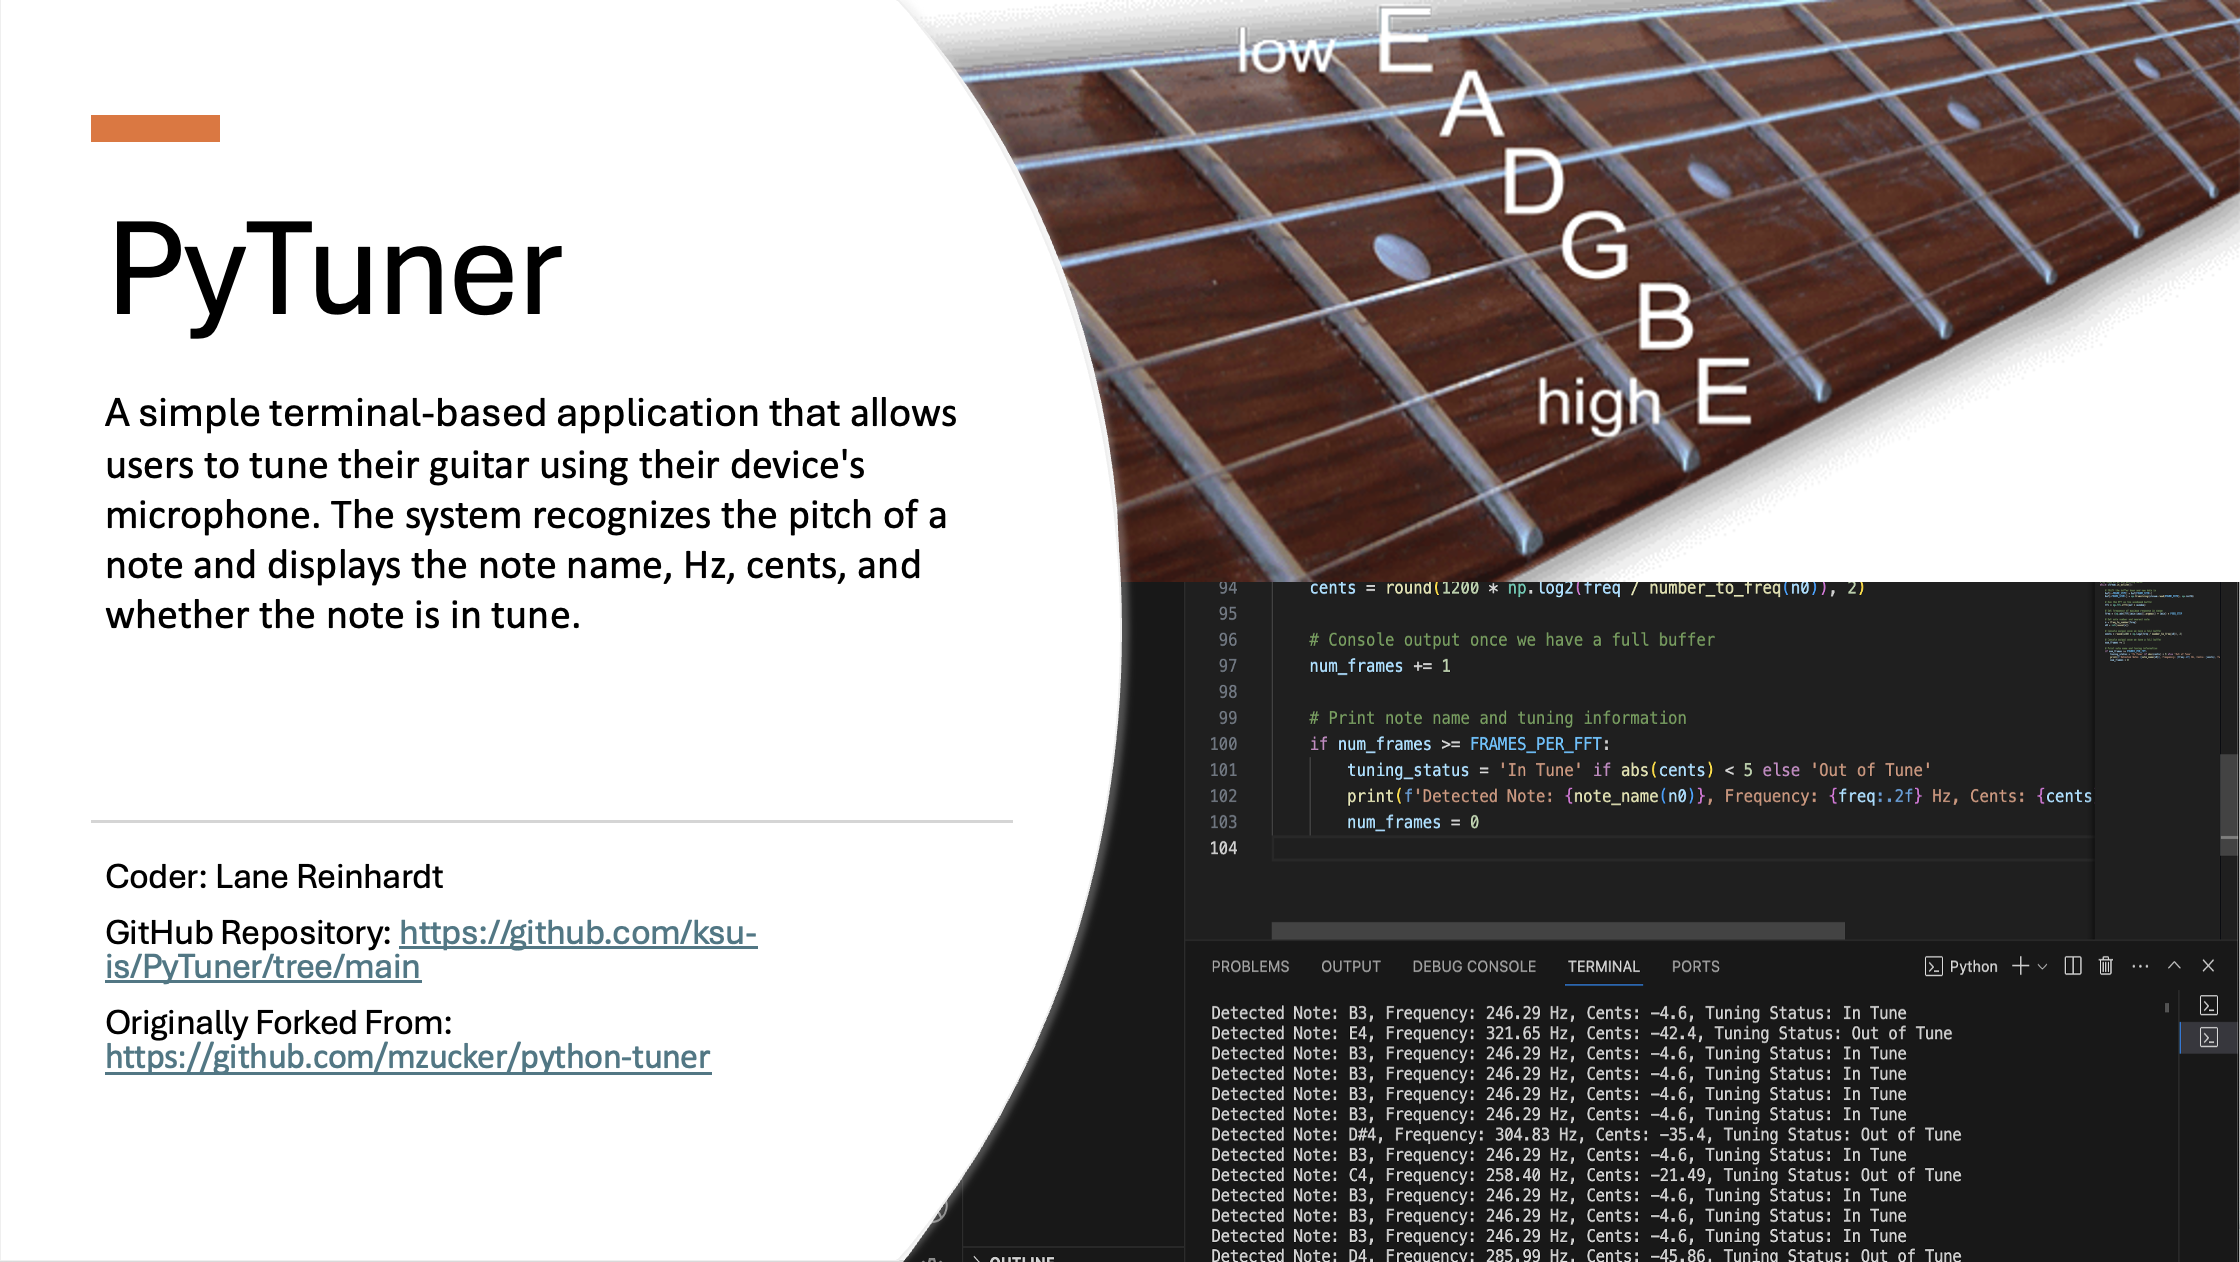 PyTuner
A simple terminal-based application that allows
users to tune their guitar using their device's
microphone. The system recognizes the pitch of a
note and displays the note name, Hz, cents, and
whether the note is in tune.
Coder: Lane Reinhardt
GitHub Repository: https://github.com/ksu-
is/PyTuner/tree/main
Originally Forked From:
https://github.com/mzucker/python-tuner
low E
A
D
G
B
high E
94 cents = round(1200 * np.log2(freq / number_to_freq(n0)), 2)
95
96 # Console output once we have a full buffer
97 num_frames += 1
98
99 # Print note name and tuning information
100 if num_frames >= FRAMES_PER_FFT:
101 tuning_status = 'In Tune' if abs(cents) < 5 else 'Out of Tune'
102 print(f'Detected Note: {note_name(n0)}, Frequency: {freq:.2f} Hz, Cents: {cents
103 num_frames = 0
104
PROBLEMS OUTPUT DEBUG CONSOLE TERMINAL PORTS Python
Detected Note: B3, Frequency: 246.29 Hz, Cents: -4.6, Tuning Status: In Tune
Detected Note: E4, Frequency: 321.65 Hz, Cents: -42.4, Tuning Status: Out of Tune
Detected Note: B3, Frequency: 246.29 Hz, Cents: -4.6, Tuning Status: In Tune
Detected Note: B3, Frequency: 246.29 Hz, Cents: -4.6, Tuning Status: In Tune
Detected Note: B3, Frequency: 246.29 Hz, Cents: -4.6, Tuning Status: In Tune
Detected Note: B3, Frequency: 246.29 Hz, Cents: -4.6, Tuning Status: In Tune
Detected Note: D#4, Frequency: 304.83 Hz, Cents: -35.4, Tuning Status: Out of Tune
Detected Note: B3, Frequency: 246.29 Hz, Cents: -4.6, Tuning Status: In Tune
Detected Note: C4, Frequency: 258.40 Hz, Cents: -21.49, Tuning Status: Out of Tune
Detected Note: B3, Frequency: 246.29 Hz, Cents: -4.6, Tuning Status: In Tune
Detected Note: B3, Frequency: 246.29 Hz, Cents: -4.6, Tuning Status: In Tune
Detected Note: B3, Frequency: 246.29 Hz, Cents: -4.6, Tuning Status: In Tune
Detected Note: D4, Frequency: 285.99 Hz, Cents: -45.86, Tuning Status: Out of Tune
OUTLINE